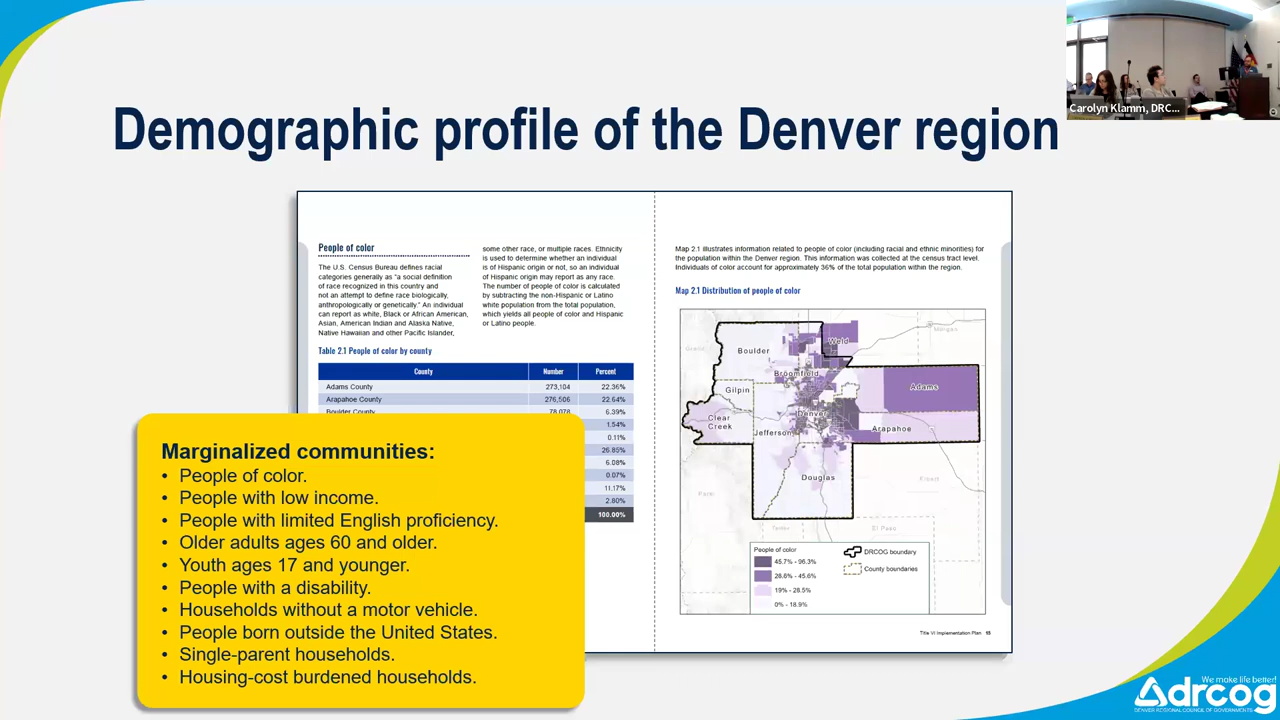 Carolyn Klamm, DRC...
Demographic profile of the Denver region
People of color
The U.S. Census Bureau defines racial
categories generally as "a social definition
of race recognized in this country and
not an attempt to define race biologically,
anthropologically or genetically." An individual
can report as white, Black or African American,
Asian, American Indian and Alaska Native,
Native Hawaiian and other Pacific Islander,
some other race, or multiple races. Ethnicity
is used to determine whether an individual
is of Hispanic origin or not, so an individual
of Hispanic origin may report as any race.
The number of people of color is calculated
by subtracting the non-Hispanic or Latino
white population from the total population,
which yields all people of color and Hispanic
or Latino people.
Table 2.1 People of color by county
County Number Percent
Adams County 273,104 22.36%
Arapahoe County 276,506 22.64%
Boulder County 78,078 6.39%
1.54%
0.11%
26.85%
6.08%
0.07%
11.17%
2.80%
100.00%
Marginalized communities:
• People of color.
• People with low income.
• People with limited English proficiency.
• Older adults ages 60 and older.
• Youth ages 17 and younger.
• People with a disability.
• Households without a motor vehicle.
• People born outside the United States.
• Single-parent households.
• Housing-cost burdened households.
Map 2.1 illustrates information related to people of color (including racial and ethnic minorities) for
the population within the Denver region. This information was collected at the census tract level.
Individuals of color account for approximately 36% of the total population within the region.
Map 2.1 Distribution of people of color
Morgan
Weld
Boulder
Broomfield
Adams
Gilpin
Clear
Creek
Denver
Jefferson
Arapahoe
Douglas
Elbert
Park
Teller
El Paso
People of color
45.7% - 96.3%
28.6% - 45.6%
19% - 28.5%
0% - 18.9%
DRCOG boundary
County boundaries
Title VI Implementation Plan 15
We make life better!
drcog
DENVER REGIONAL COUNCIL OF GOVERNMENTS